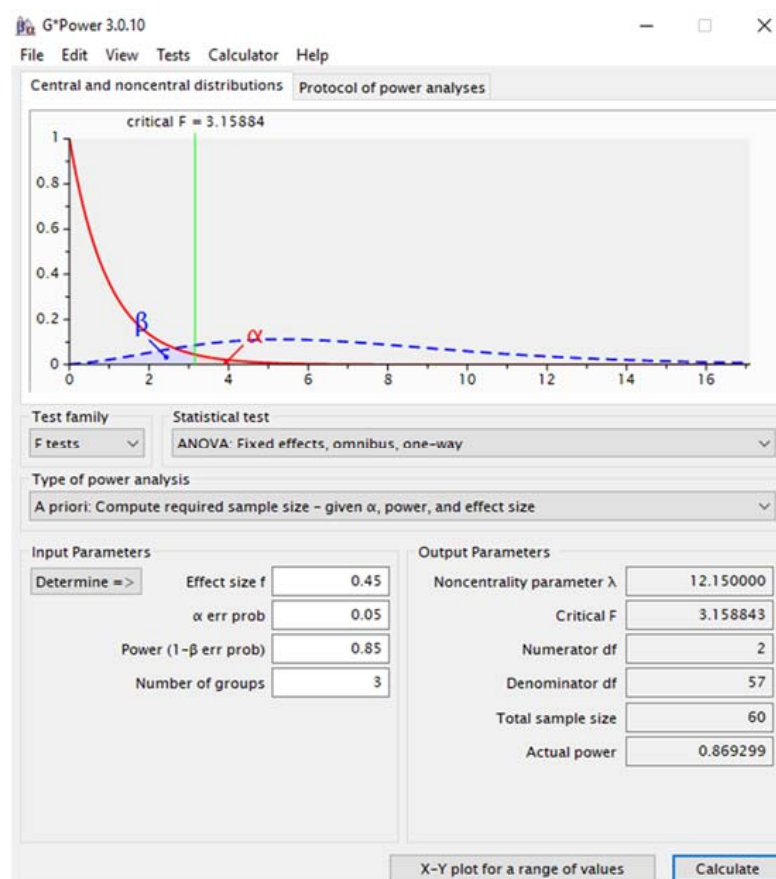 G*Power 3.0.10
File Edit View Tests Calculator Help
Central and noncentral distributions Protocol of power analyses
critical F = 3.15884
1
0.8
0.6
0.4
0.2
0
β
α
0 2 4 6 8 10 12 14 16
Test family Statistical test
F tests ANOVA: Fixed effects, omnibus, one-way
Type of power analysis
A priori: Compute required sample size - given α, power, and effect size
Input Parameters Output Parameters
Determine => Effect size f 0.45 Noncentrality parameter λ 12.150000
α err prob 0.05 Critical F 3.158843
Power (1-β err prob) 0.85 Numerator df 2
Number of groups 3 Denominator df 57
Total sample size 60
Actual power 0.869299
X-Y plot for a range of values Calculate